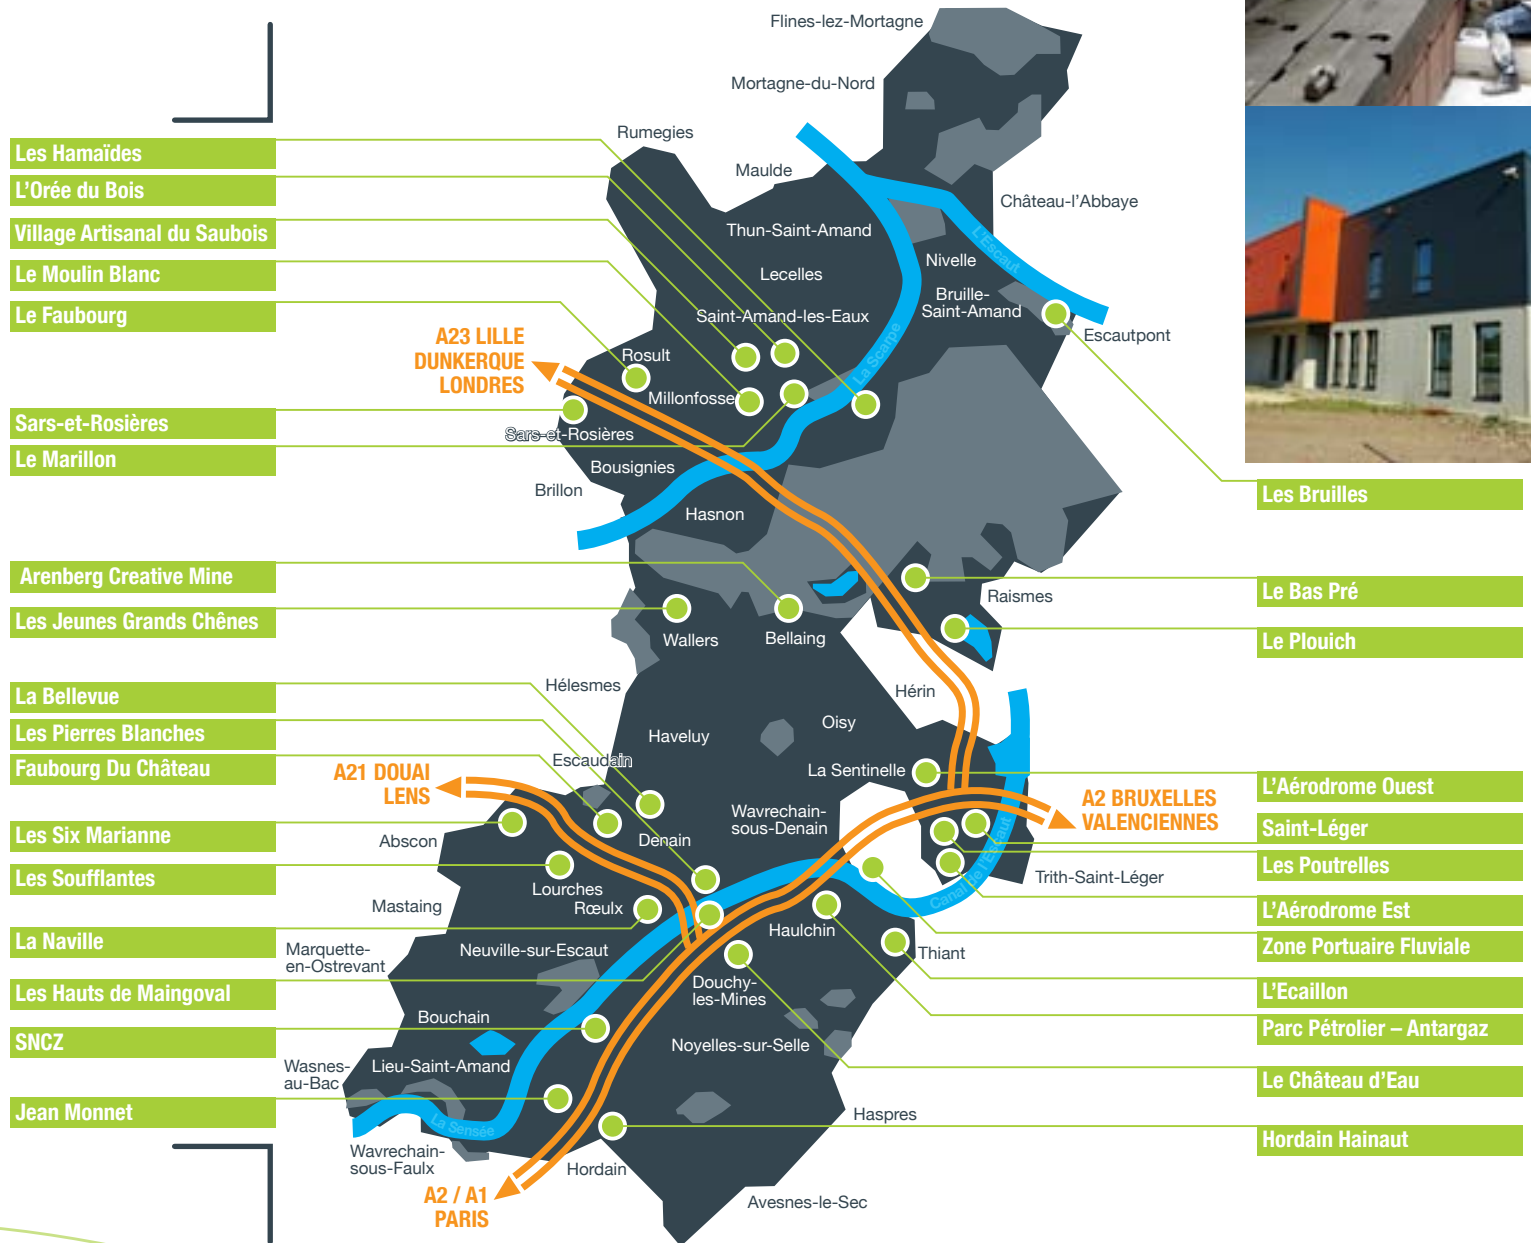 Flines-lez-Mortagne
Mortagne-du-Nord
Rumegies
Maulde
Château-l'Abbaye
Thun-Saint-Amand
L'Escaut
Nivelle
Lecelles
Bruille-
Saint-Amand
Saint-Amand-les-Eaux
Escautpont
La Scarpe
Rosult
Millonfosse
Sars-et-Rosières
Bousignies
Brillon
Hasnon
Raismes
Wallers
Bellaing
Hélesmes
Hérin
Oisy
Haveluy
Escaudain
La Sentinelle
Wavrechain-
sous-Denain
Abscon
Denain
Canal de l'Escaut
Trith-Saint-Léger
Lourches
Rœulx
Mastaing
Haulchin
Marquette-
en-Ostrevant
Neuville-sur-Escaut
Thiant
Douchy-
les-Mines
Bouchain
Noyelles-sur-Selle
Wasnes-
au-Bac
Lieu-Saint-Amand
La Sensée
Haspres
Wavrechain-
sous-Faulx
Hordain
Avesnes-le-Sec
A23 LILLE
DUNKERQUE
LONDRES
A21 DOUAI
LENS
A2 BRUXELLES
VALENCIENNES
A2 / A1
PARIS
Les Hamaïdes
L'Orée du Bois
Village Artisanal du Saubois
Le Moulin Blanc
Le Faubourg
Sars-et-Rosières
Le Marillon
Arenberg Creative Mine
Les Jeunes Grands Chênes
La Bellevue
Les Pierres Blanches
Faubourg Du Château
Les Six Marianne
Les Soufflantes
La Naville
Les Hauts de Maingoval
SNCZ
Jean Monnet
Les Bruilles
Le Bas Pré
Le Plouich
L'Aérodrome Ouest
Saint-Léger
Les Poutrelles
L'Aérodrome Est
Zone Portuaire Fluviale
L'Ecaillon
Parc Pétrolier – Antargaz
Le Château d'Eau
Hordain Hainaut